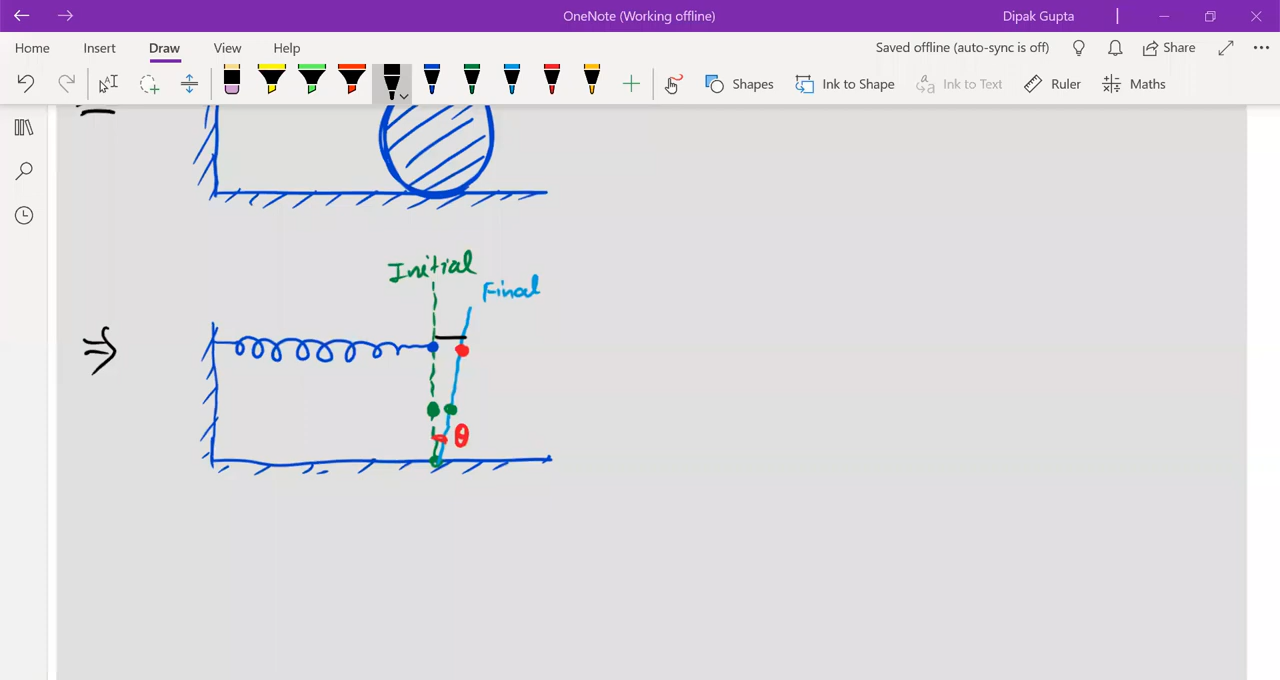 OneNote (Working offline)
Dipak Gupta
Home Insert Draw View Help
Saved offline (auto-sync is off)
Share
Shapes
Ink to Shape
Ink to Text
Ruler
Maths
Initial
Final
θ